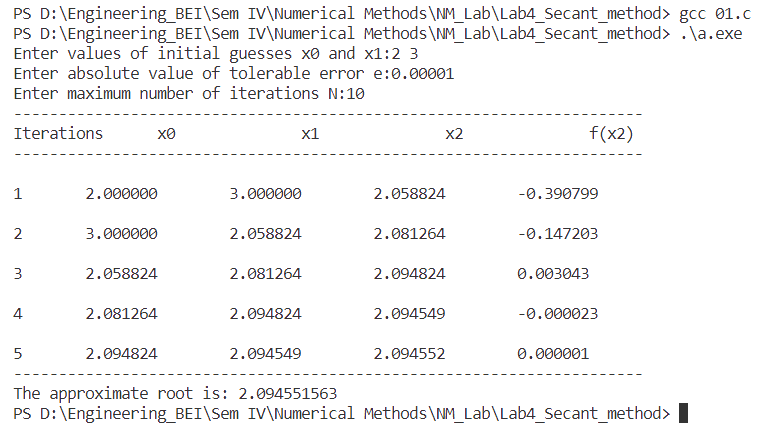 PS D:\Engineering_BEI\Sem IV\Numerical Methods\NM_Lab\Lab4_Secant_method> gcc 01.c
PS D:\Engineering_BEI\Sem IV\Numerical Methods\NM_Lab\Lab4_Secant_method> .\a.exe
Enter values of initial guesses x0 and x1:2 3
Enter absolute value of tolerable error e:0.00001
Enter maximum number of iterations N:10
----------------------------------------------------------------------
Iterations x0 x1 x2 f(x2)
----------------------------------------------------------------------
1 2.000000 3.000000 2.058824 -0.390799
2 3.000000 2.058824 2.081264 -0.147203
3 2.058824 2.081264 2.094824 0.003043
4 2.081264 2.094824 2.094549 -0.000023
5 2.094824 2.094549 2.094552 0.000001
----------------------------------------------------------------------
The approximate root is: 2.094551563
PS D:\Engineering_BEI\Sem IV\Numerical Methods\NM_Lab\Lab4_Secant_method>